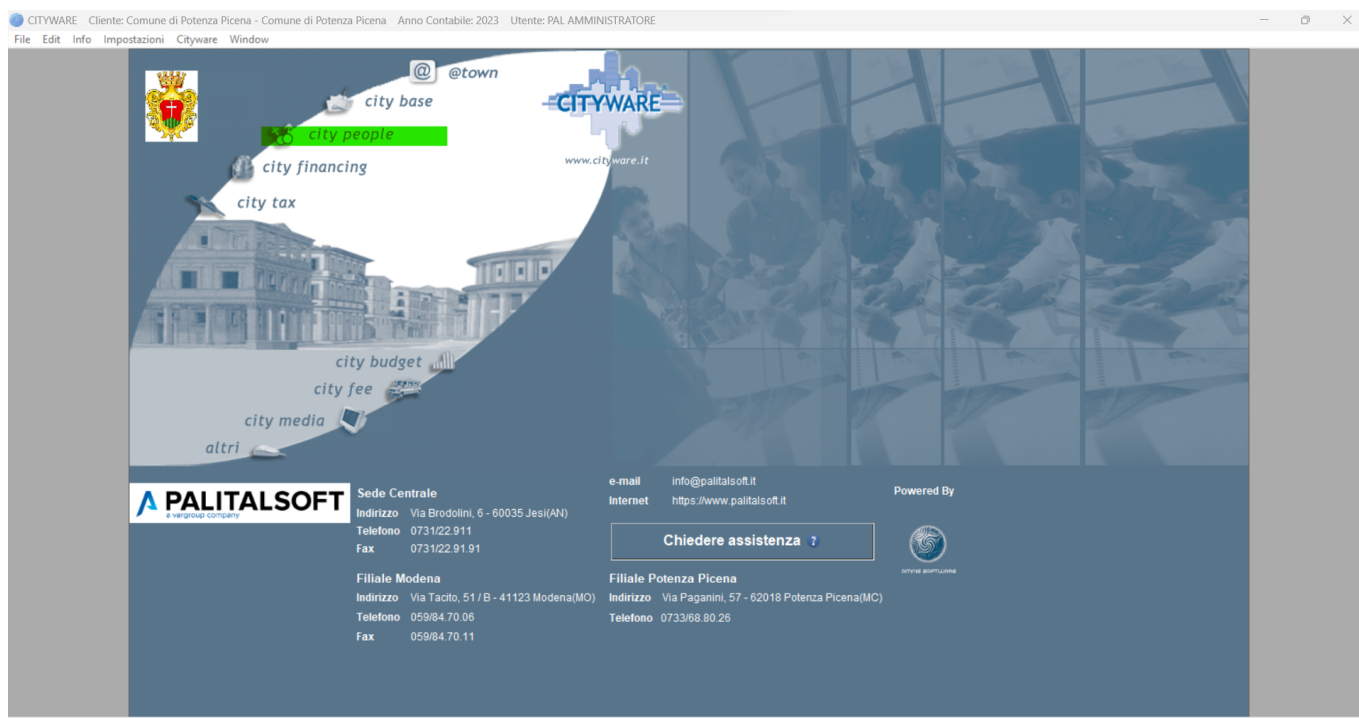 CITYWARE Cliente: Comune di Potenza Picena - Comune di Potenza Picena Anno Contabile: 2023 Utente: PAL AMMINISTRATORE
File Edit Info Impostazioni Cityware Window
@ @town
city base
CITYWARE
city people
www.cityware.it
city financing
city tax
city budget
city fee
city media
altri
PALITALSOFT
a vargroup company
Sede Centrale
Indirizzo Via Brodolini, 6 - 60035 Jesi(AN)
Telefono 0731/22.911
Fax 0731/22.91.91
e-mail info@palitalsoft.it
Internet https://www.palitalsoft.it
Chiedere assistenza ?
Powered By
OMNIS SOFTWARE
Filiale Modena
Indirizzo Via Tacito, 51 / B - 41123 Modena(MO)
Telefono 059/84.70.06
Fax 059/84.70.11
Filiale Potenza Picena
Indirizzo Via Paganini, 57 - 62018 Potenza Picena(MC)
Telefono 0733/68.80.26